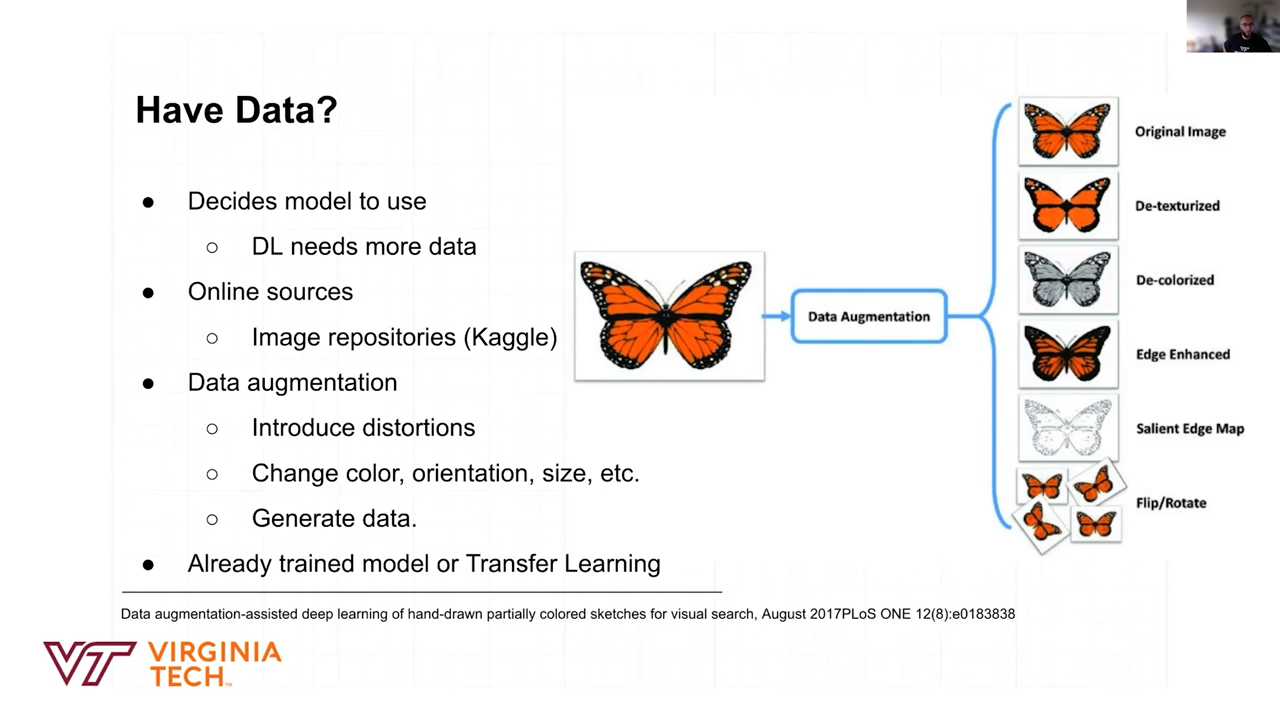 Have Data?
● Decides model to use
○ DL needs more data
● Online sources
○ Image repositories (Kaggle)
● Data augmentation
○ Introduce distortions
○ Change color, orientation, size, etc.
○ Generate data.
● Already trained model or Transfer Learning
Data Augmentation
Original Image
De-texturized
De-colorized
Edge Enhanced
Salient Edge Map
Flip/Rotate
Data augmentation-assisted deep learning of hand-drawn partially colored sketches for visual search, August 2017PLoS ONE 12(8):e0183838
VT VIRGINIA
TECH™